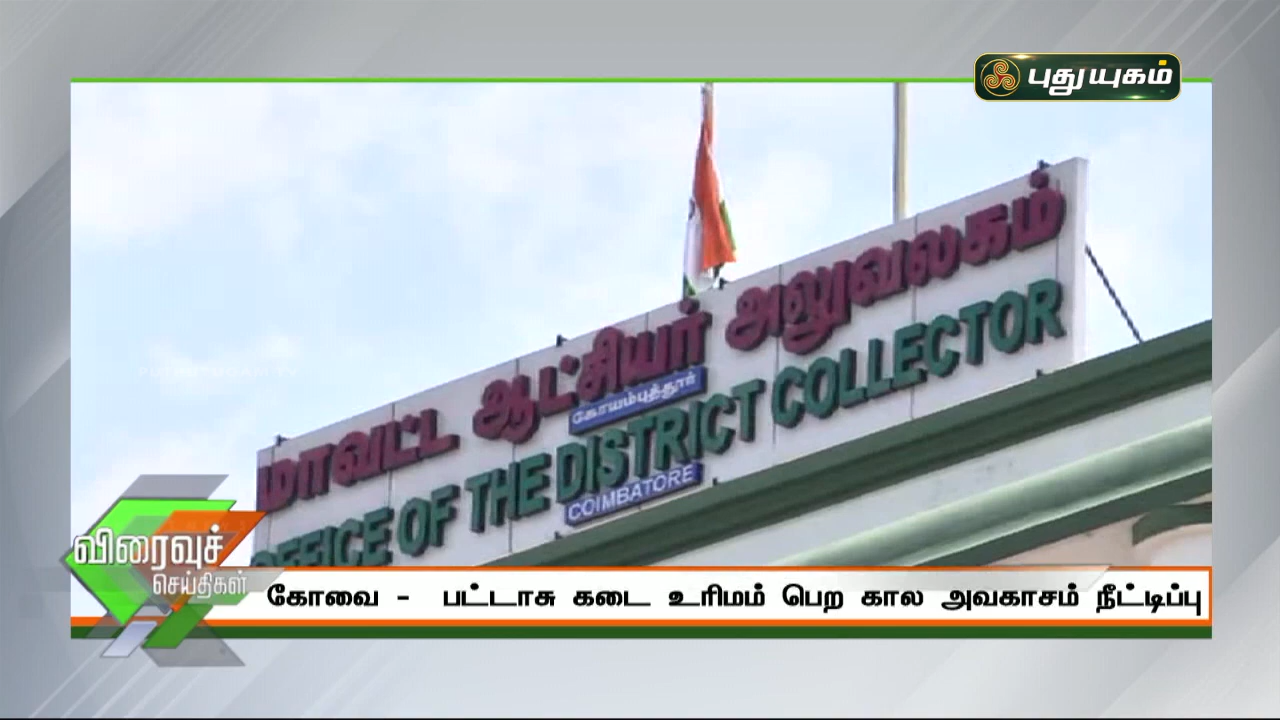 புதுயுகம்
மாவட்ட ஆட்சியர் அலுவலகம்
கோயம்புத்தூர்
OFFICE OF THE DISTRICT COLLECTOR
COIMBATORE
விரைவுச்
செய்திகள்
கோவை - பட்டாசு கடை உரிமம் பெற கால அவகாசம் நீட்டிப்பு